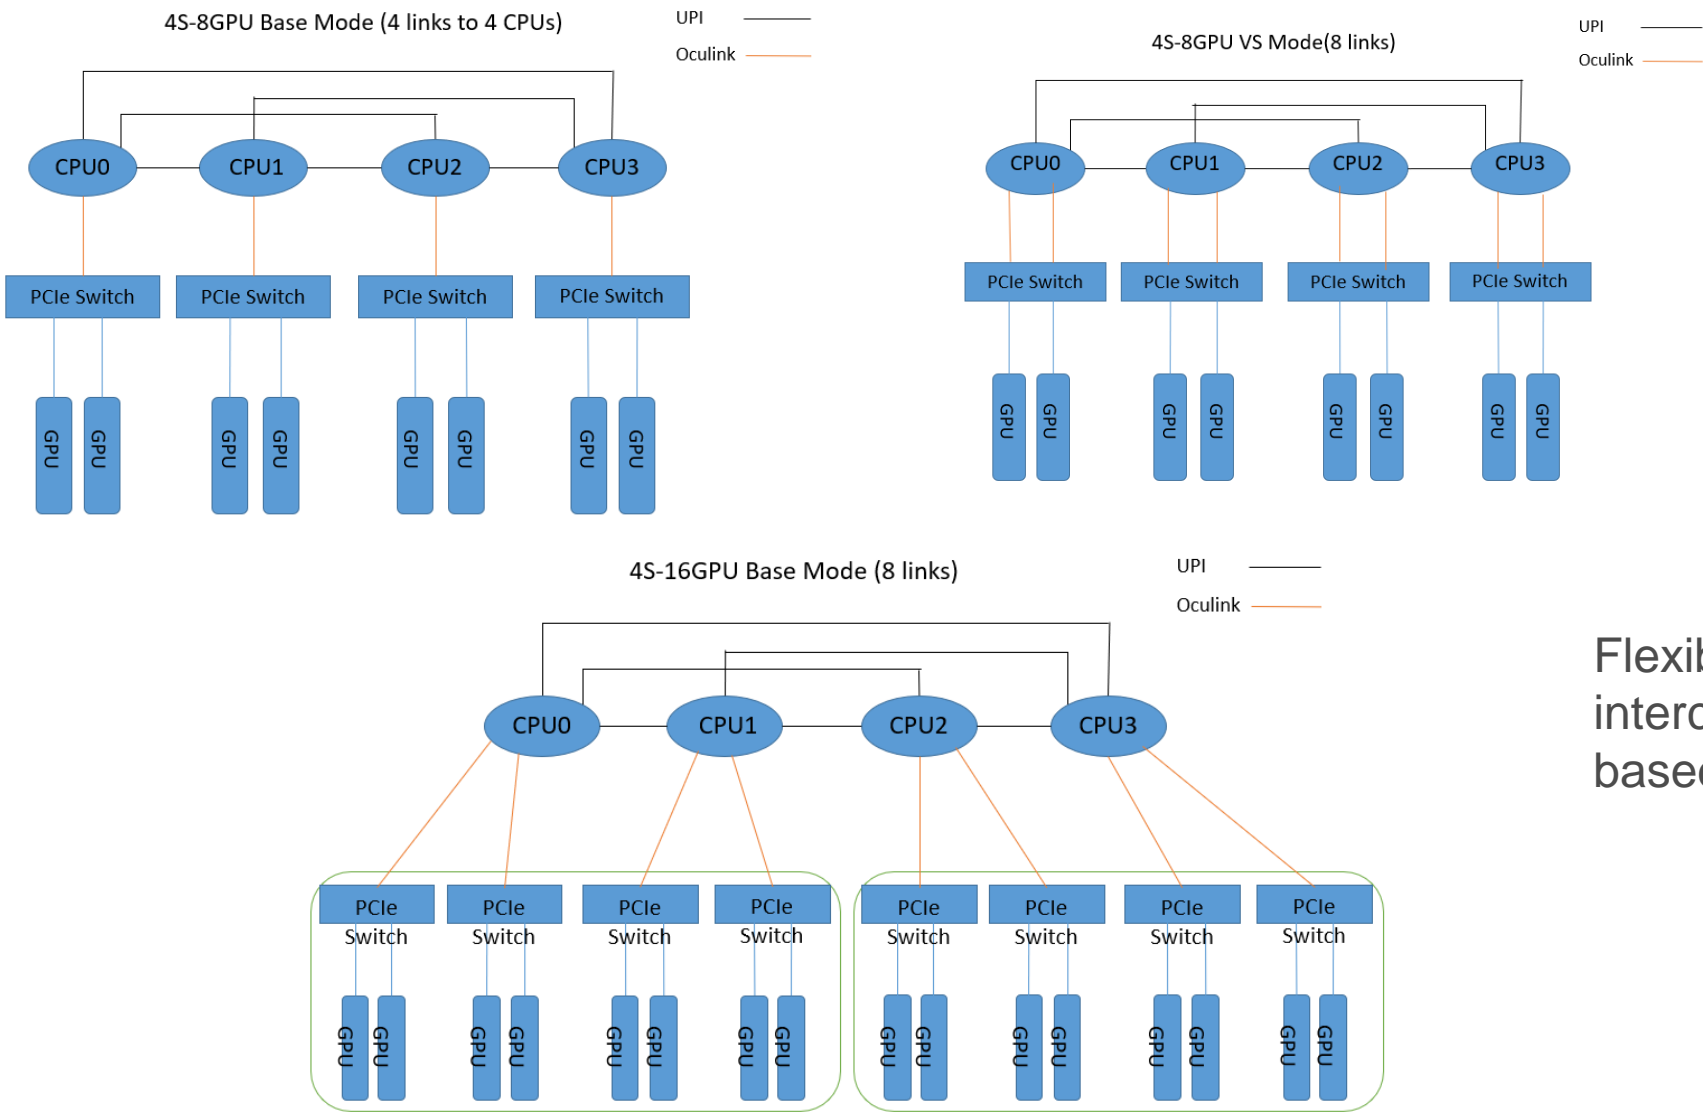 4S-8GPU Base Mode (4 links to 4 CPUs)
UPI
Oculink
CPU0 CPU1 CPU2 CPU3
PCIe Switch PCIe Switch PCIe Switch PCIe Switch
GPU GPU GPU GPU GPU GPU GPU GPU
4S-8GPU VS Mode(8 links)
UPI
Oculink
CPU0 CPU1 CPU2 CPU3
PCIe Switch PCIe Switch PCIe Switch PCIe Switch
GPU GPU GPU GPU GPU GPU GPU GPU
4S-16GPU Base Mode (8 links)
UPI
Oculink
CPU0 CPU1 CPU2 CPU3
PCIe PCIe PCIe PCIe PCIe PCIe PCIe PCIe
Switch Switch Switch Switch Switch Switch Switch Switch
GPU GPU GPU GPU GPU GPU GPU GPU GPU GPU GPU GPU GPU GPU GPU GPU